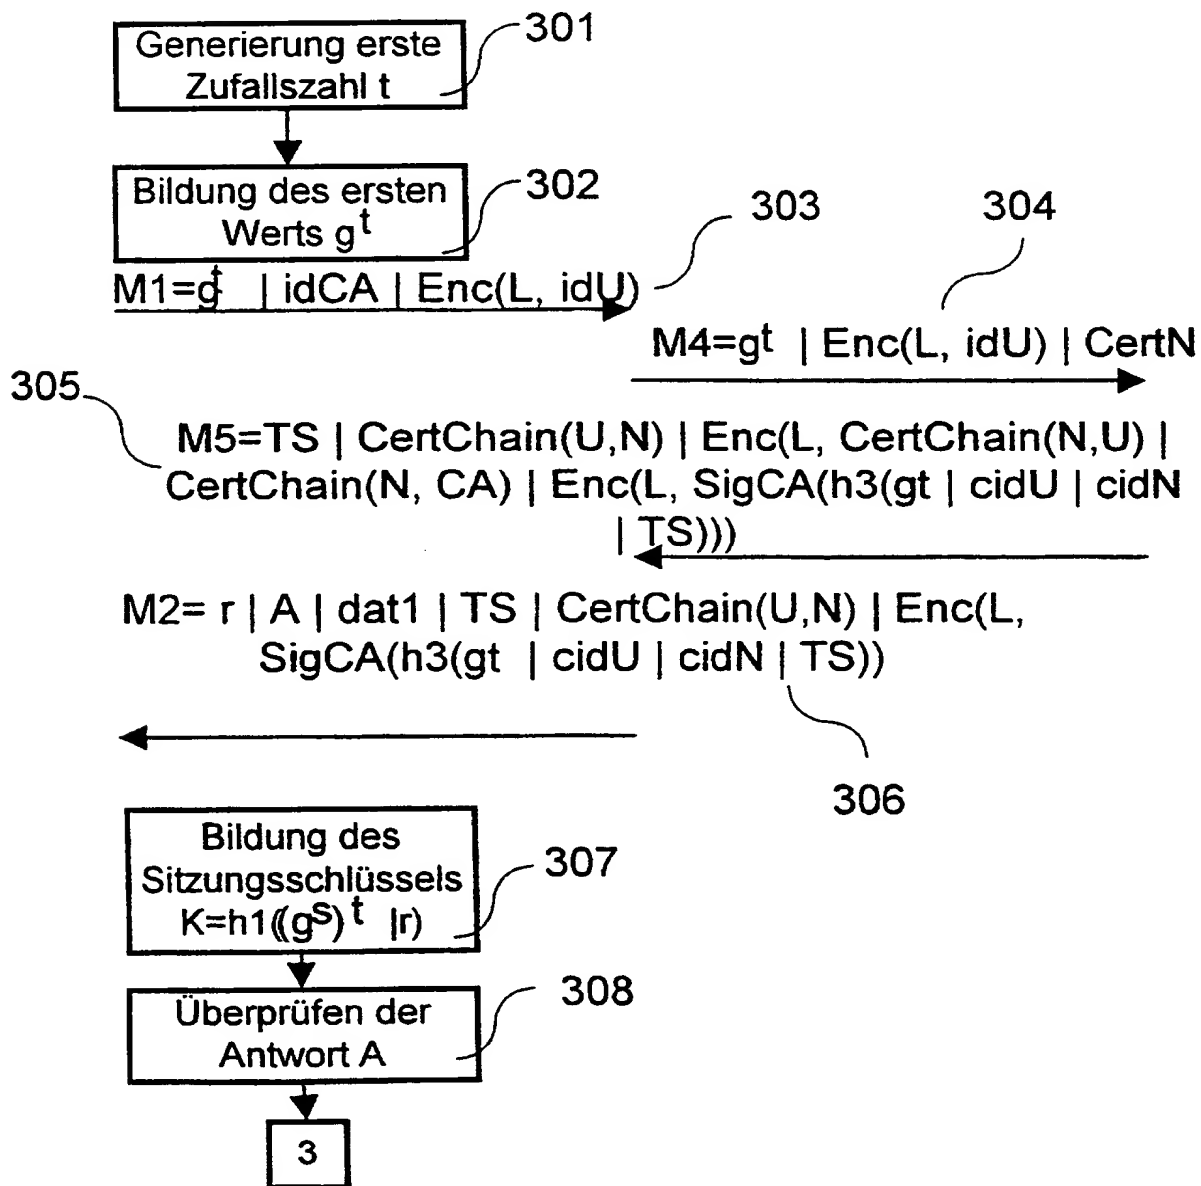 Generierung erste
Zufallszahl t
301
Bildung des ersten
Werts g^t
302
303
304
M1=g^t | idCA | Enc(L, idU)
M4=g^t | Enc(L, idU) | CertN
305
M5=TS | CertChain(U,N) | Enc(L, CertChain(N,U) |
CertChain(N, CA) | Enc(L, SigCA(h3(gt | cidU | cidN
| TS)))
M2= r | A | dat1 | TS | CertChain(U,N) | Enc(L,
SigCA(h3(gt | cidU | cidN | TS))
306
Bildung des
Sitzungsschlüssels
K=h1((g^s)^t |r)
307
Überprüfen der
Antwort A
308
3